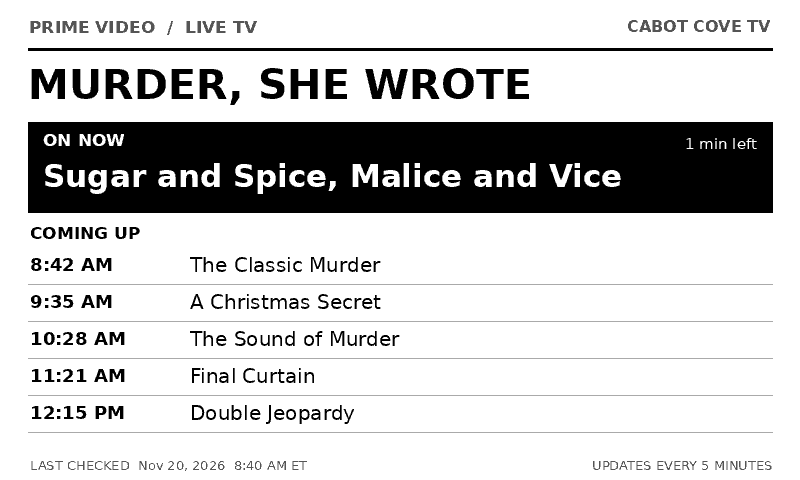 PRIME VIDEO / LIVE TV
CABOT COVE TV
MURDER, SHE WROTE
ON NOW
1 min left
Sugar and Spice, Malice and Vice
COMING UP
8:42 AM The Classic Murder
9:35 AM A Christmas Secret
10:28 AM The Sound of Murder
11:21 AM Final Curtain
12:15 PM Double Jeopardy
LAST CHECKED Nov 20, 2026 8:40 AM ET
UPDATES EVERY 5 MINUTES